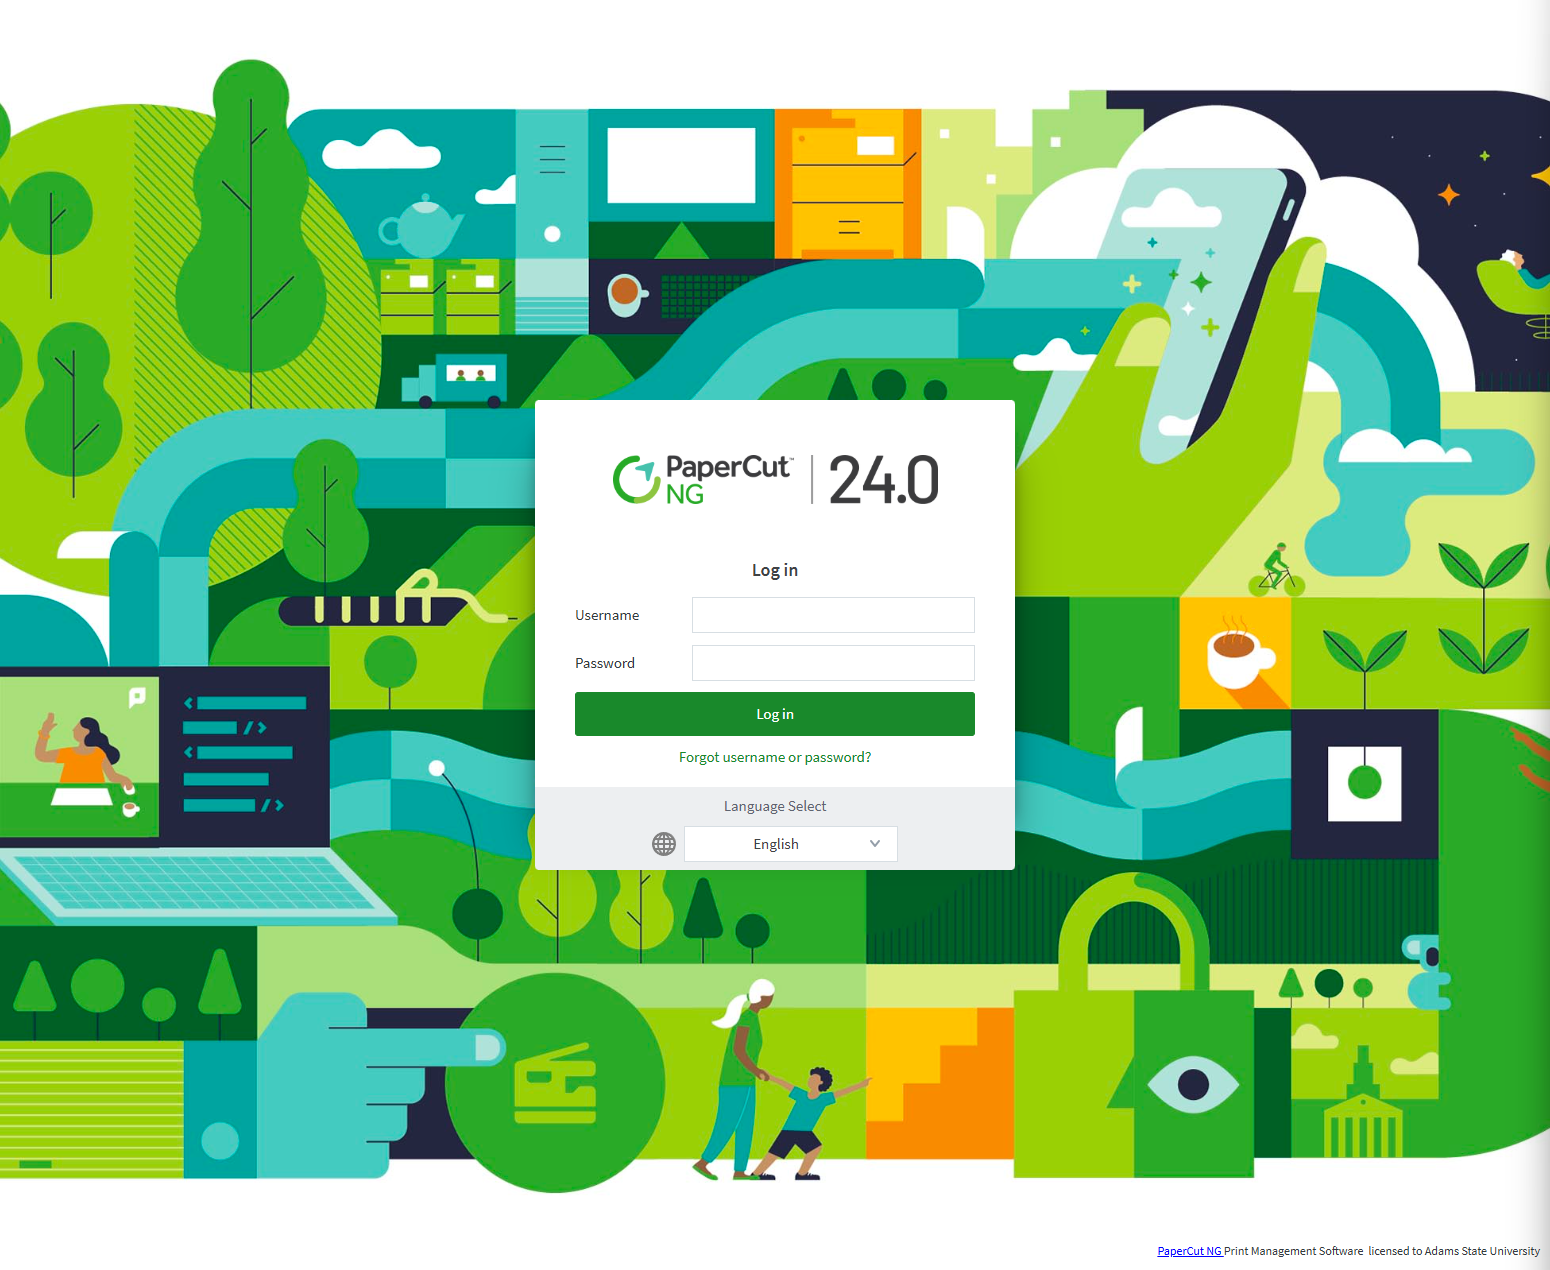 PaperCut™
NG
24.0
Log in
Username
Password
Log in
Forgot username or password?
Language Select
English
PaperCut NG Print Management Software licensed to Adams State University